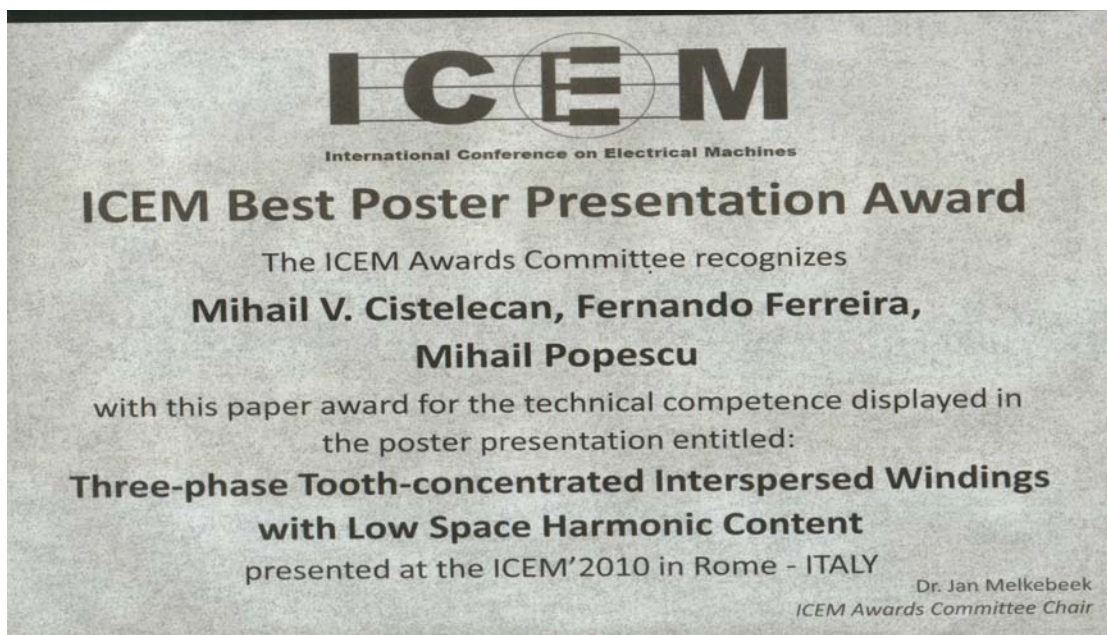 ICEM
International Conference on Electrical Machines
ICEM Best Poster Presentation Award
The ICEM Awards Committee recognizes
Mihail V. Cistelecan, Fernando Ferreira,
Mihail Popescu
with this paper award for the technical competence displayed in
the poster presentation entitled:
Three-phase Tooth-concentrated Interspersed Windings
with Low Space Harmonic Content
presented at the ICEM’2010 in Rome - ITALY
Dr. Jan Melkebeek
ICEM Awards Committee Chair